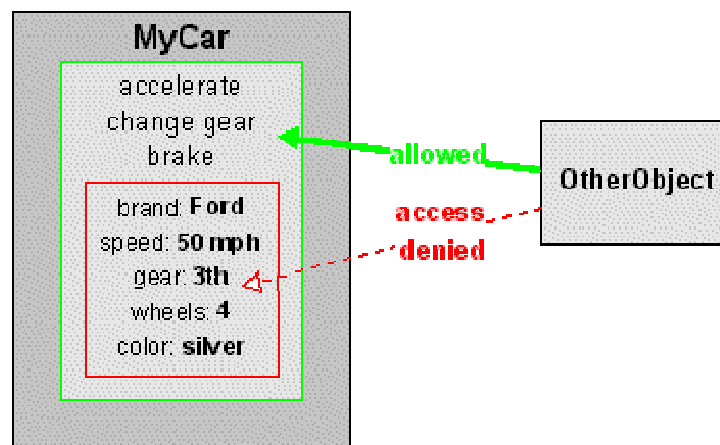 MyCar
accelerate
change gear
brake
brand: Ford
speed: 50 mph
gear: 3th
wheels: 4
color: silver
allowed
access
denied
OtherObject